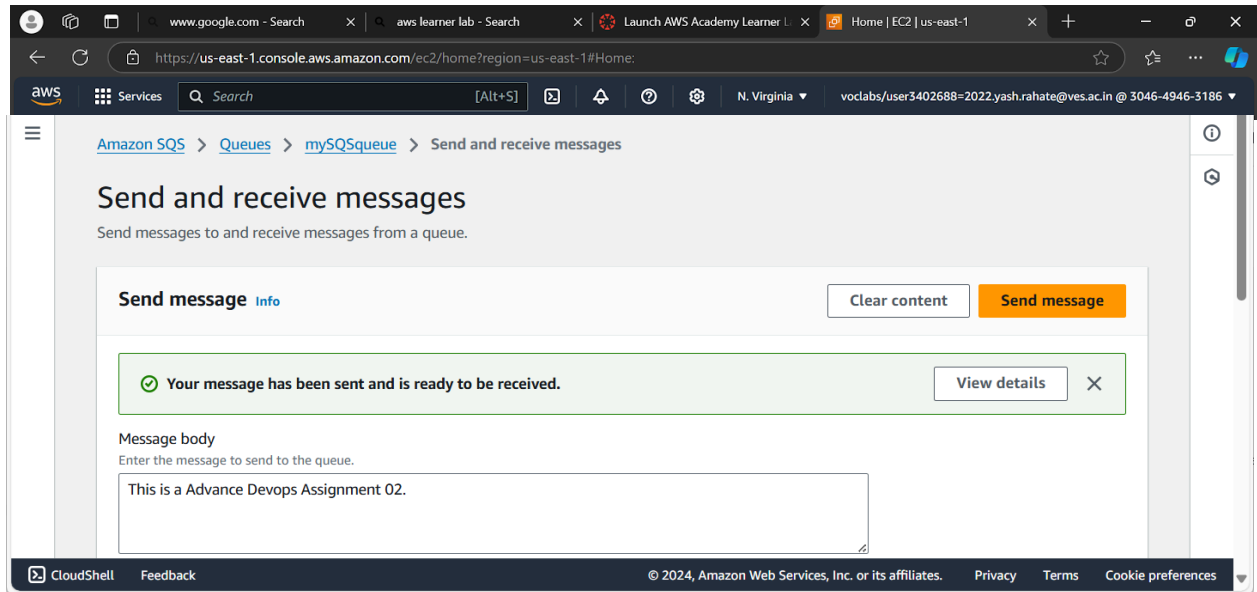 www.google.com - Search
aws learner lab - Search
Launch AWS Academy Learner L
Home | EC2 | us-east-1
https://us-east-1.console.aws.amazon.com/ec2/home?region=us-east-1#Home:
aws Services Search [Alt+S] N. Virginia voclabs/user3402688=2022.yash.rahate@ves.ac.in @ 3046-4946-3186
Amazon SQS > Queues > mySQSqueue > Send and receive messages
Send and receive messages
Send messages to and receive messages from a queue.
Send message Info Clear content Send message
Your message has been sent and is ready to be received. View details
Message body
Enter the message to send to the queue.
This is a Advance Devops Assignment 02.
CloudShell Feedback © 2024, Amazon Web Services, Inc. or its affiliates. Privacy Terms Cookie preferences